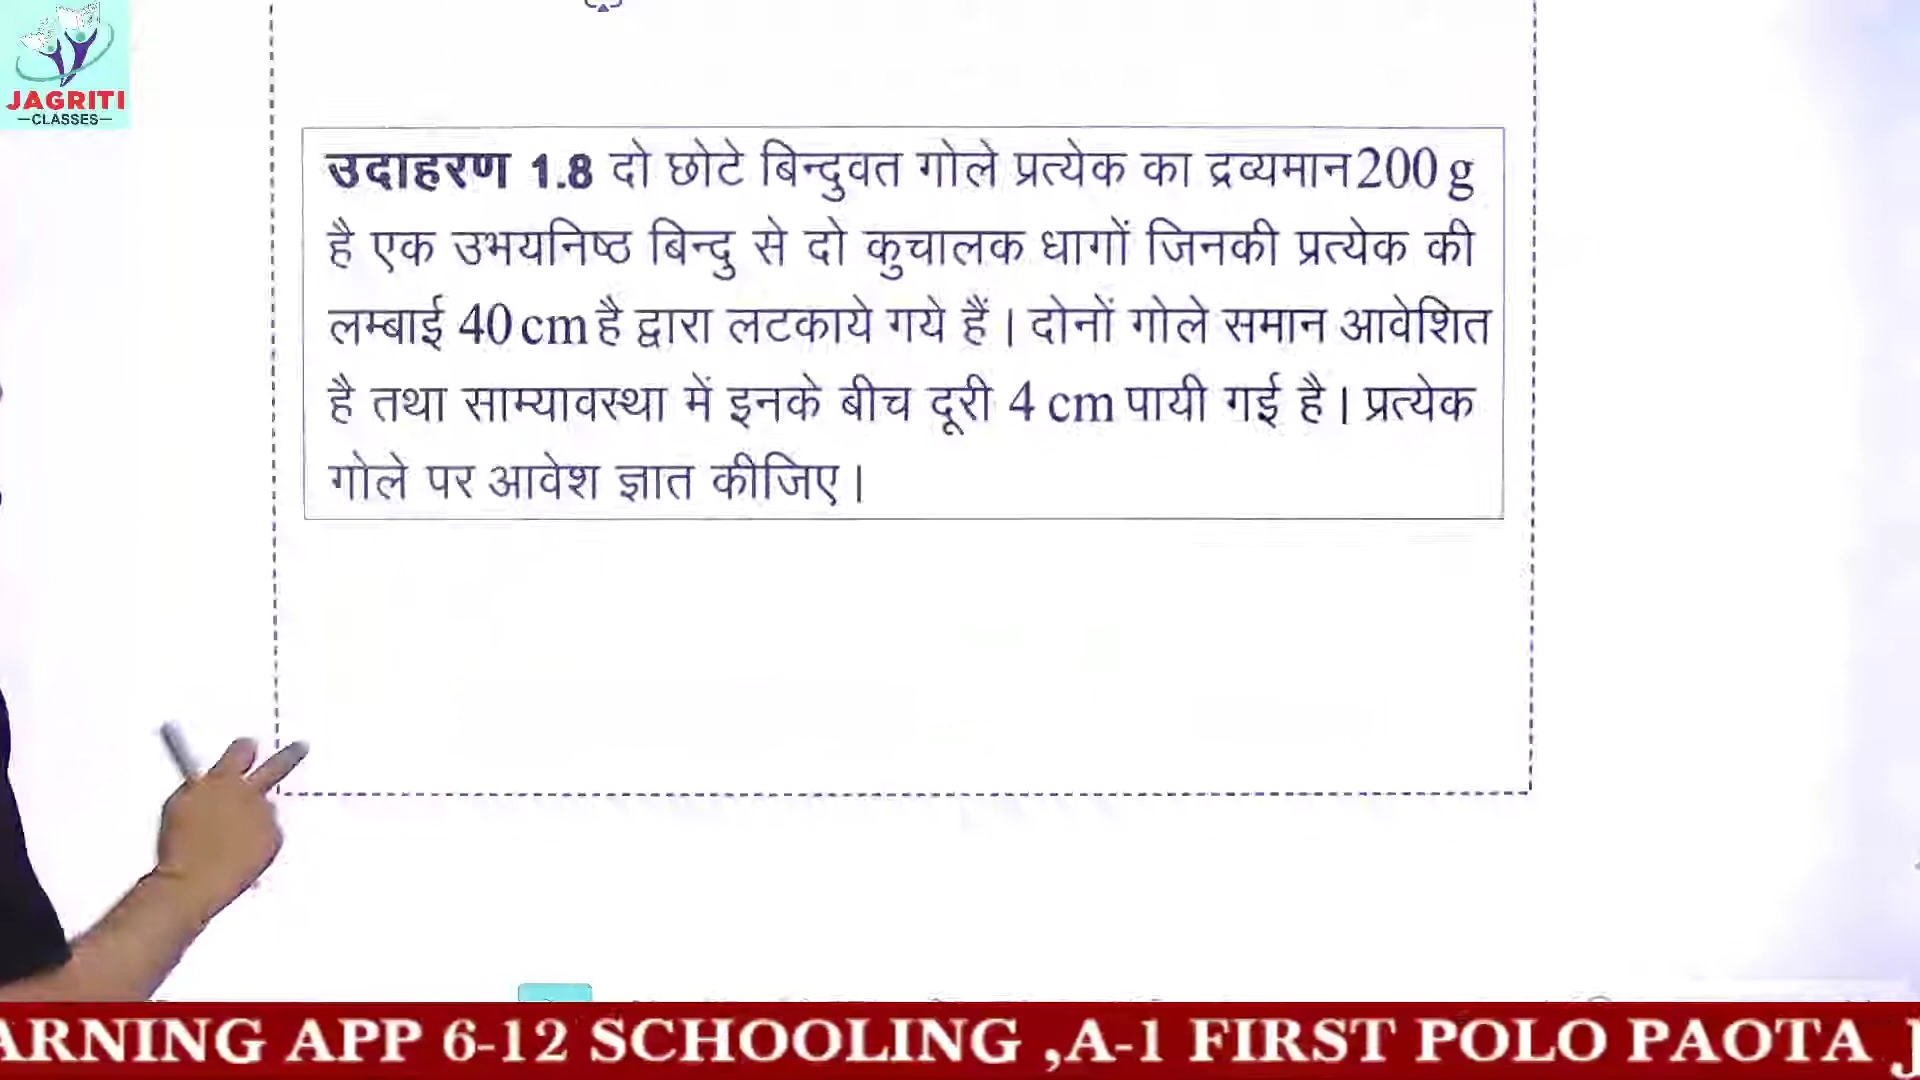 JAGRITI
CLASSES
उदाहरण 1.8 दो छोटे बिन्दुवत गोले प्रत्येक का द्रव्यमान 200 g
है एक उभयनिष्ठ बिन्दु से दो कुचालक धागों जिनकी प्रत्येक की
लम्बाई 40 cm है द्वारा लटकाये गये हैं। दोनों गोले समान आवेशित
है तथा साम्यावस्था में इनके बीच दूरी 4 cm पायी गई है। प्रत्येक
गोले पर आवेश ज्ञात कीजिए।
ARNING APP 6-12 SCHOOLING ,A-1 FIRST POLO PAOTA J